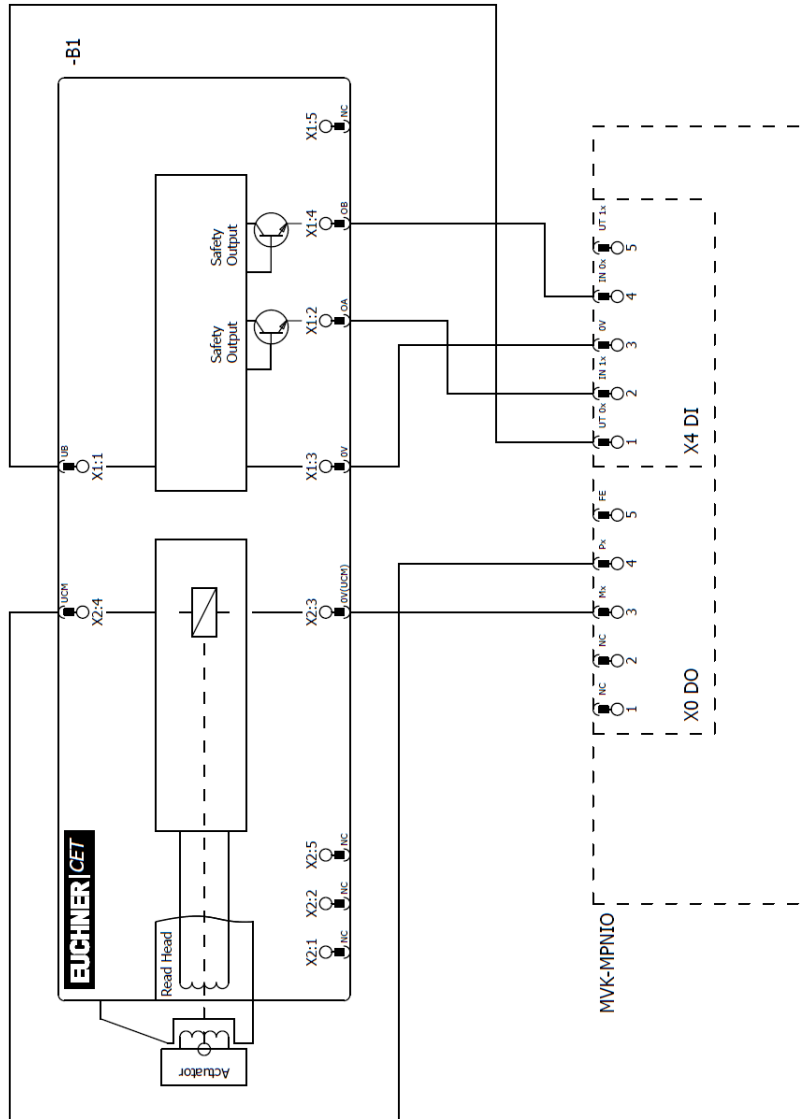 -B1
EUCHNER CET
Read Head
Actuator
UCM
X2:4
UB
X1:1
Safety
Output
Safety
Output
X2:1
NC
X2:2
NC
X2:5
NC
X2:3
0V(UCM)
X1:3
0V
X1:2
OA
X1:4
OB
X1:5
NC
MVK-MPNIO
X0 DO
1
NC
2
NC
3
Mx
4
Px
5
FE
X4 DI
1
UT 0x
2
IN 1x
3
0V
4
IN 0x
5
UT 1x